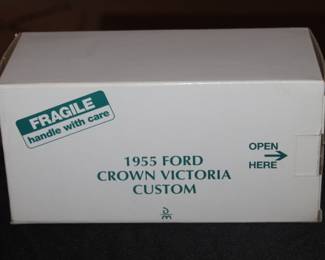 FRAGILE
handle with care
1955 FORD
CROWN VICTORIA
CUSTOM
OPEN
HERE